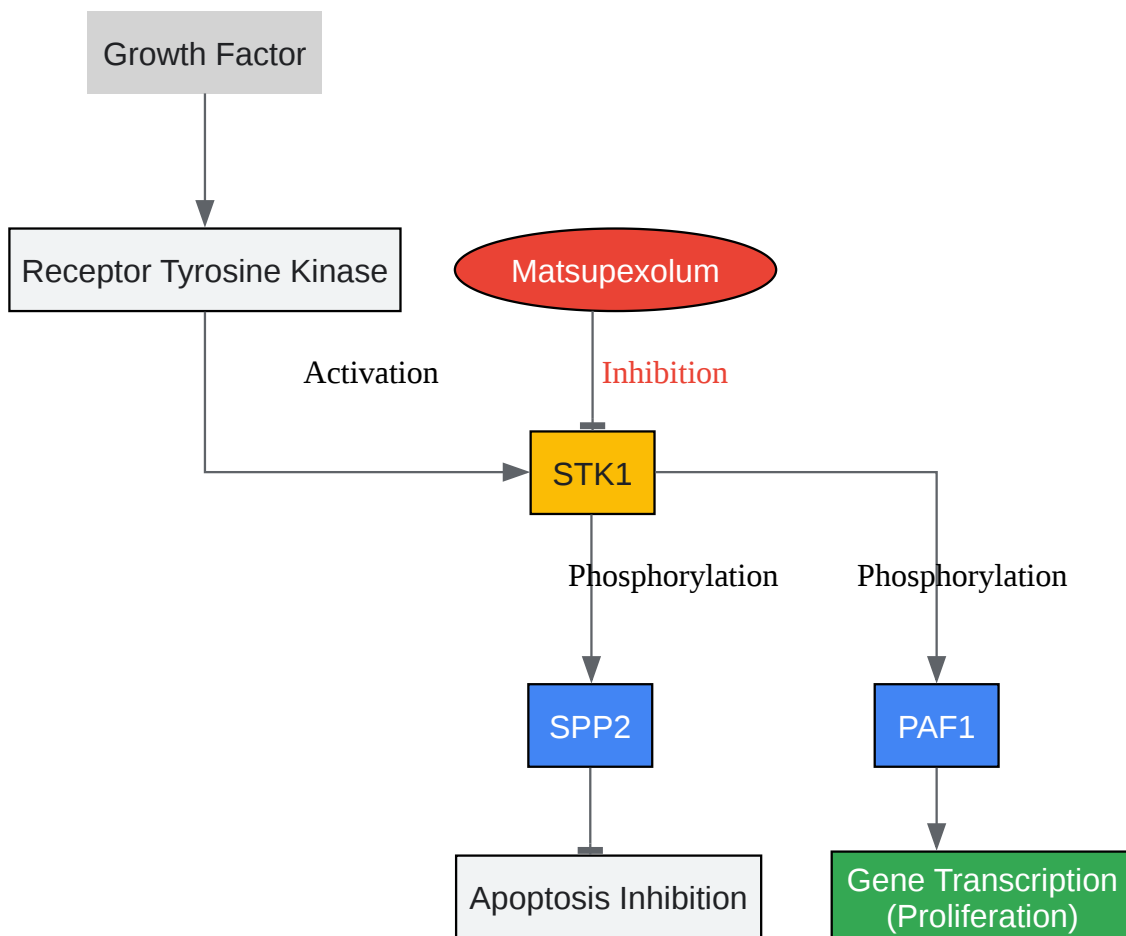 Growth Factor
Receptor Tyrosine Kinase
Matsupexolum
Activation
Inhibition
STK1
Phosphorylation
Phosphorylation
SPP2
PAF1
Apoptosis Inhibition
Gene Transcription
(Proliferation)